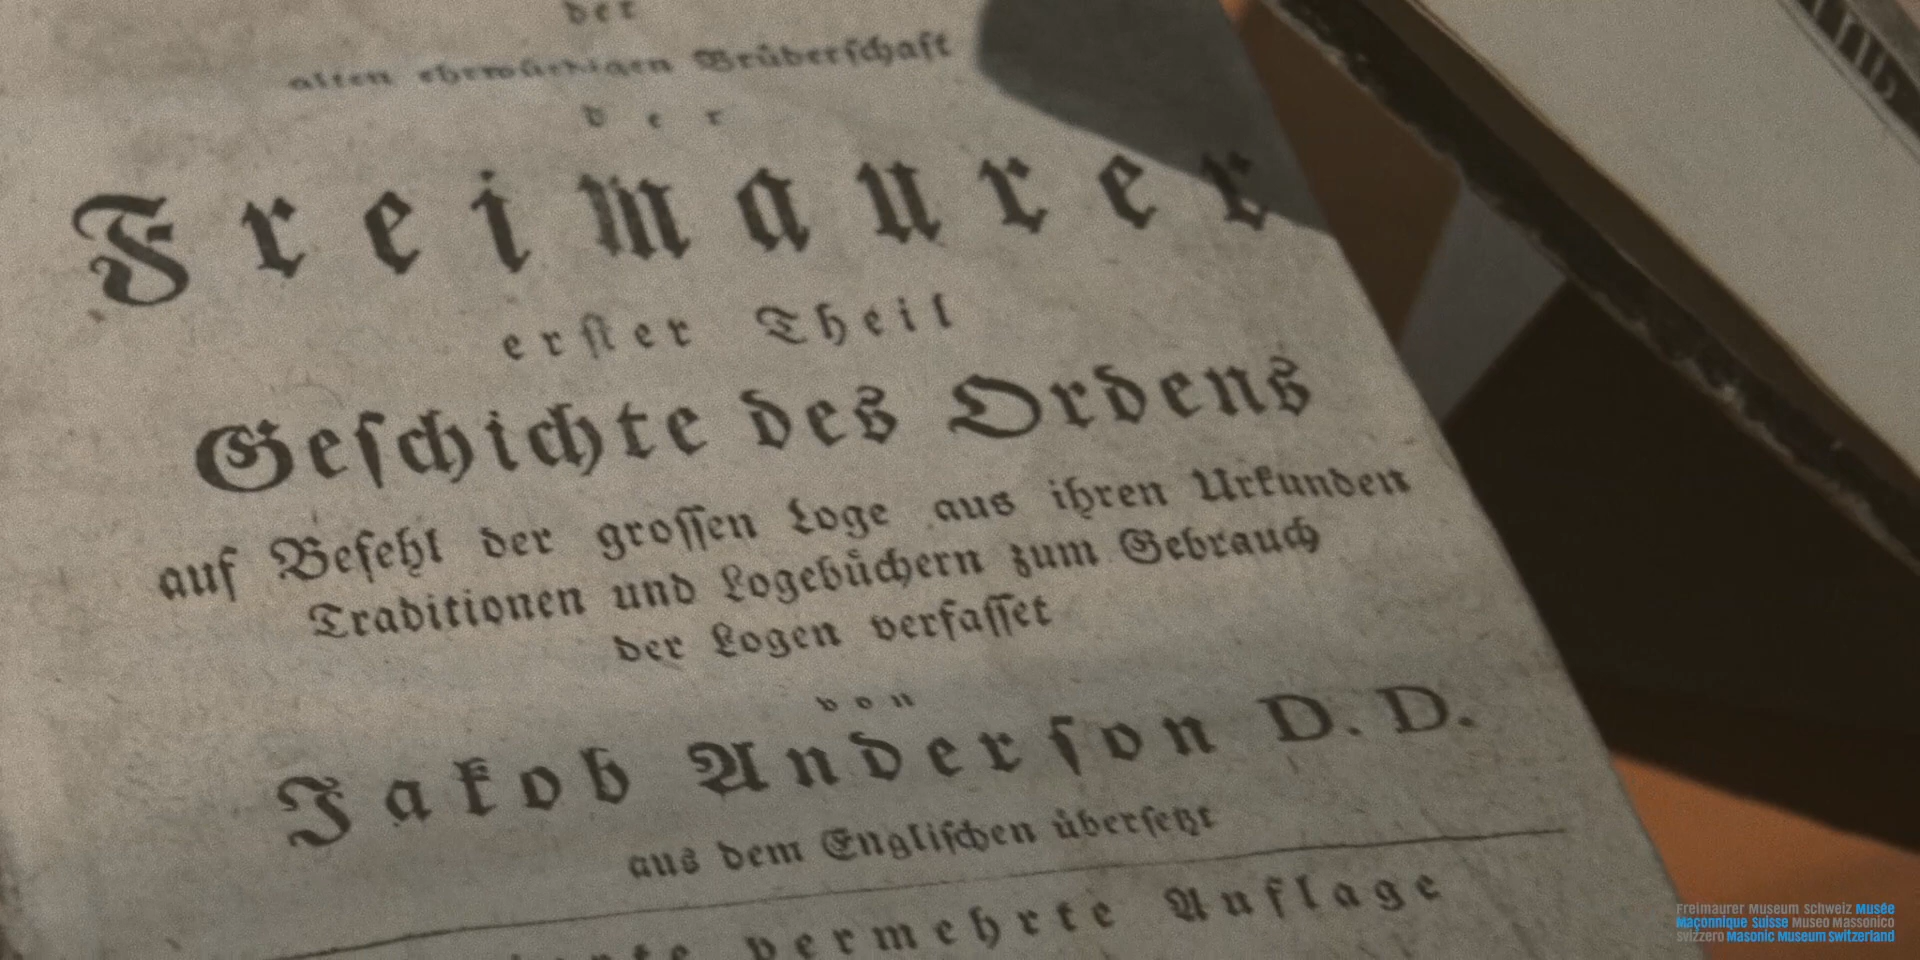 der
alten ehrwürdigen Brüderschaft
der
Freimaurer
erster Theil
Geschichte des Ordens
auf Befehl der grossen Loge aus ihren Urkunden
Traditionen und Logebüchern zum Gebrauch
der Logen verfasset
von
Jakob Anderson D. D.
aus dem Englischen übersetzt
vermehrte Auflage
Freimaurer Museum Schweiz Musée
Maçonnique Suisse Museo Massonico
Svizzero Masonic Museum Switzerland